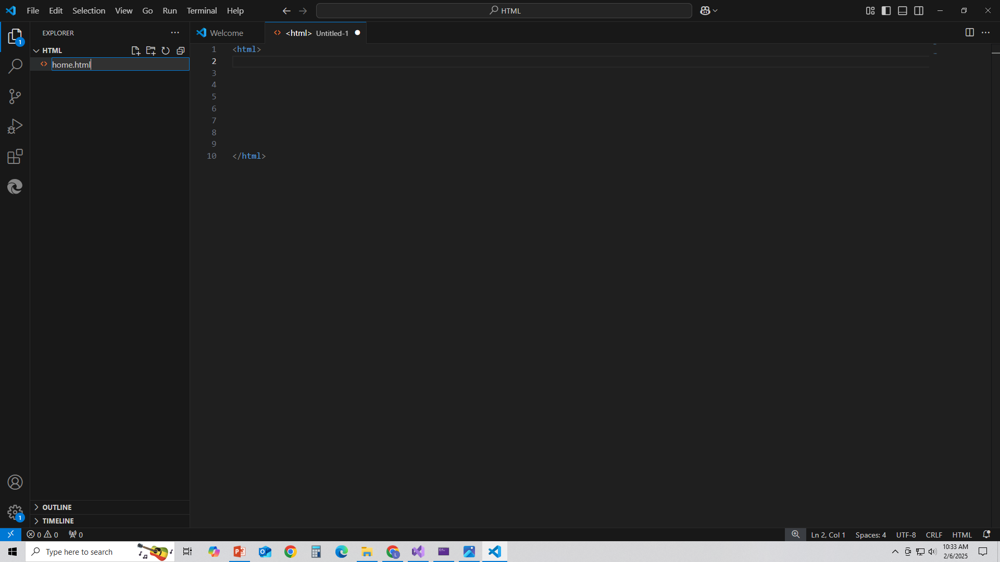 File Edit Selection View Go Run Terminal Help
HTML
EXPLORER
Welcome
<html> Untitled-1
HTML
home.html
1 <html>
2
3
4
5
6
7
8
9
10 </html>
1
OUTLINE
TIMELINE
1
0 0 0
Ln 2, Col 1 Spaces: 4 UTF-8 CRLF HTML
Type here to search
L
10:33 AM
2/6/2025